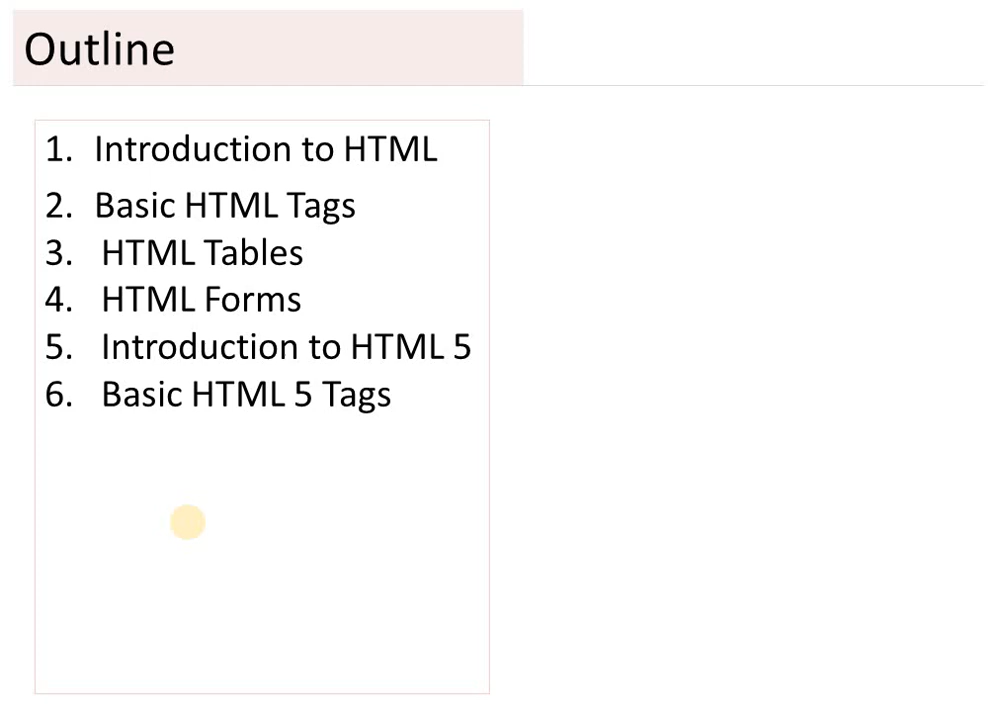 Outline
1. Introduction to HTML
2. Basic HTML Tags
3. HTML Tables
4. HTML Forms
5. Introduction to HTML 5
6. Basic HTML 5 Tags